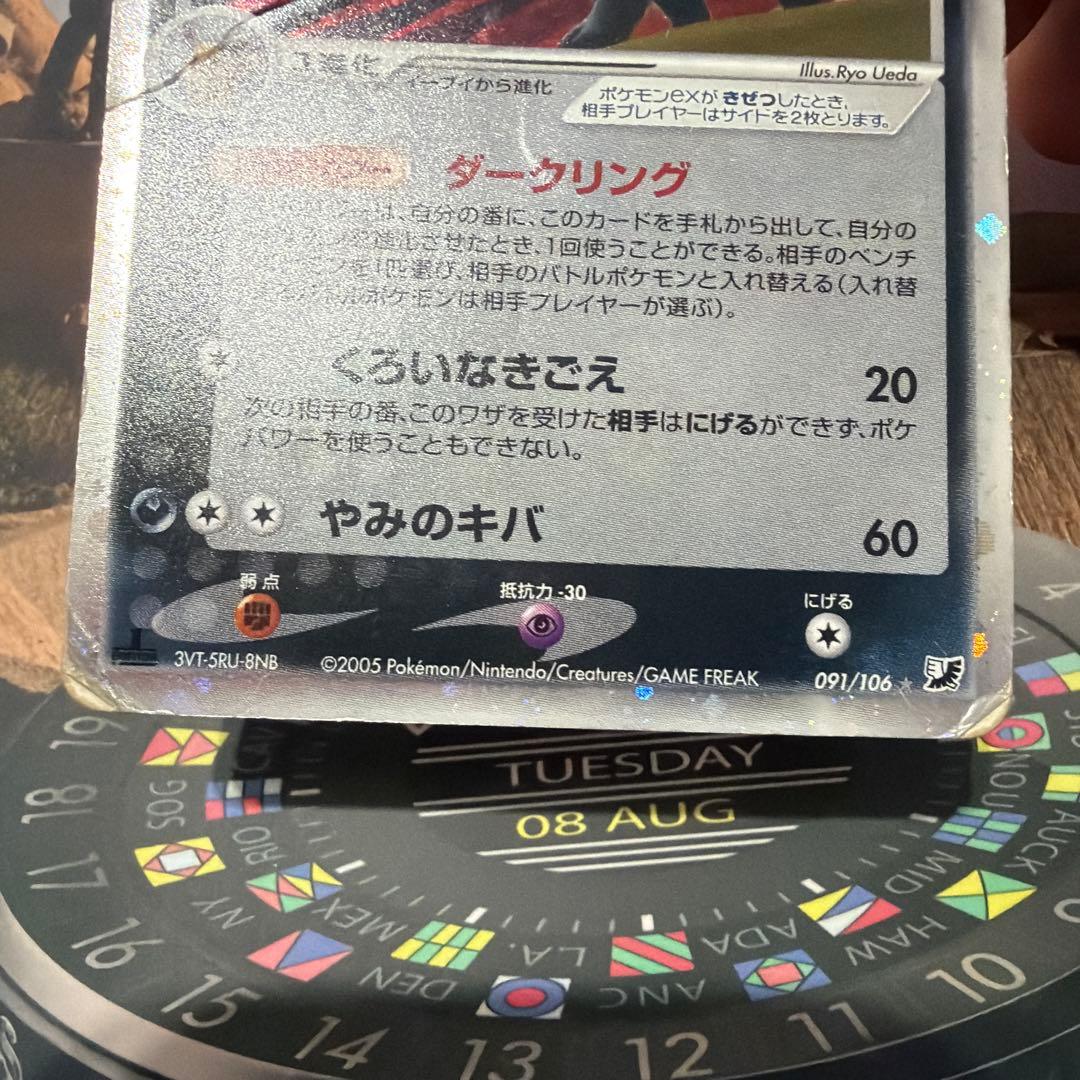 1進化
イーブイから進化
Illus.Ryo Ueda
ポケモンexが きぜつしたとき、
相手プレイヤーはサイドを2枚とります。
ダークリング
は、自分の番に、このカードを手札から出して、自分の
進化させたとき、1回使うことができる。相手のベンチ
ンを1匹選び、相手のバトルポケモンと入れ替える(入れ替
バトルポケモンは相手プレイヤーが選ぶ)。
くろいなきごえ 20
次の相手の番、このワザを受けた相手はにげるができず、ポケ
パワーを使うこともできない。
やみのキバ 60
弱点
抵抗力 -30
にげる
3VT-5RU-8NB
©2005 Pokémon/Nintendo/Creatures/GAME FREAK
091/106 ★
TUESDAY
08 AUG
SOG
RIO
NY
MEX
DEN
L.A.
ANC
ADA
HAW
MID
AUCK
NOU
19
18
17
16
15
14
13
12
11
10
4